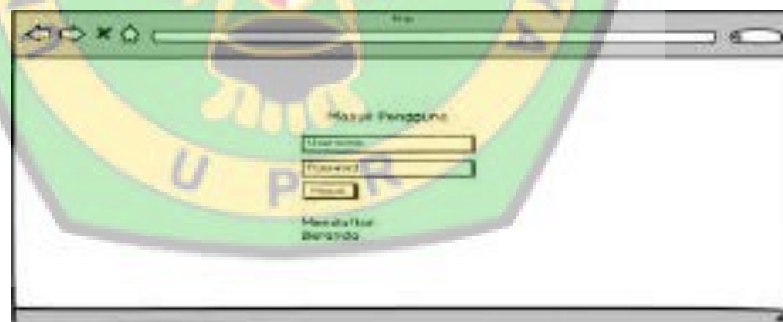 Masuk Pengguna
Username
Password
Masuk
U P R
Mendaftar
Beranda